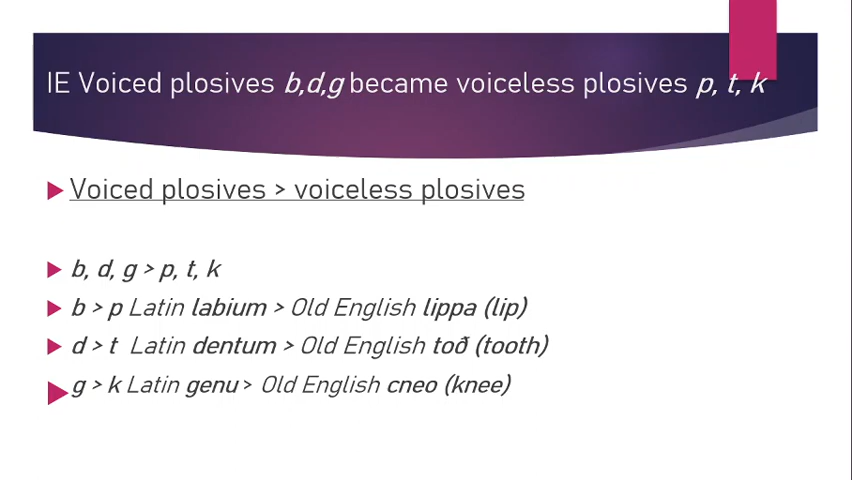 IE Voiced plosives b,d,g became voiceless plosives p, t, k
Voiced plosives > voiceless plosives
b, d, g > p, t, k
b > p Latin labium > Old English lippa (lip)
d > t Latin dentum > Old English toð (tooth)
g > k Latin genu > Old English cneo (knee)